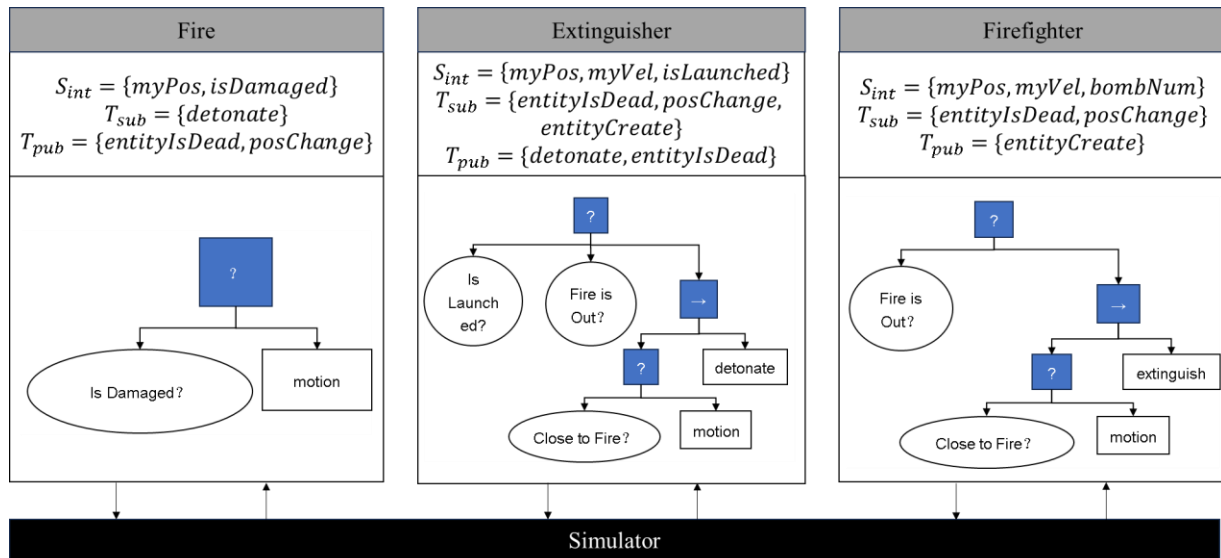 Fire
S_int = {myPos, isDamaged}
T_sub = {detonate}
T_pub = {entityIsDead, posChange}
?
Is Damaged?
motion
Extinguisher
S_int = {myPos, myVel, isLaunched}
T_sub = {entityIsDead, posChange,
entityCreate}
T_pub = {detonate, entityIsDead}
?
Is
Launch
ed?
Fire is
Out?
→
?
detonate
Close to Fire?
motion
Firefighter
S_int = {myPos, myVel, bombNum}
T_sub = {entityIsDead, posChange}
T_pub = {entityCreate}
?
Fire is
Out?
→
?
extinguish
Close to Fire?
motion
Simulator